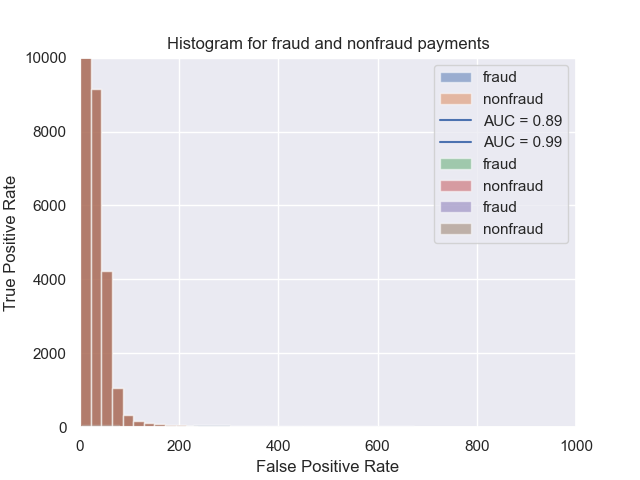 Histogram for fraud and nonfraud payments
10000
8000
6000
4000
2000
0
True Positive Rate
fraud
nonfraud
AUC = 0.89
AUC = 0.99
fraud
nonfraud
fraud
nonfraud
0 200 400 600 800 1000
False Positive Rate